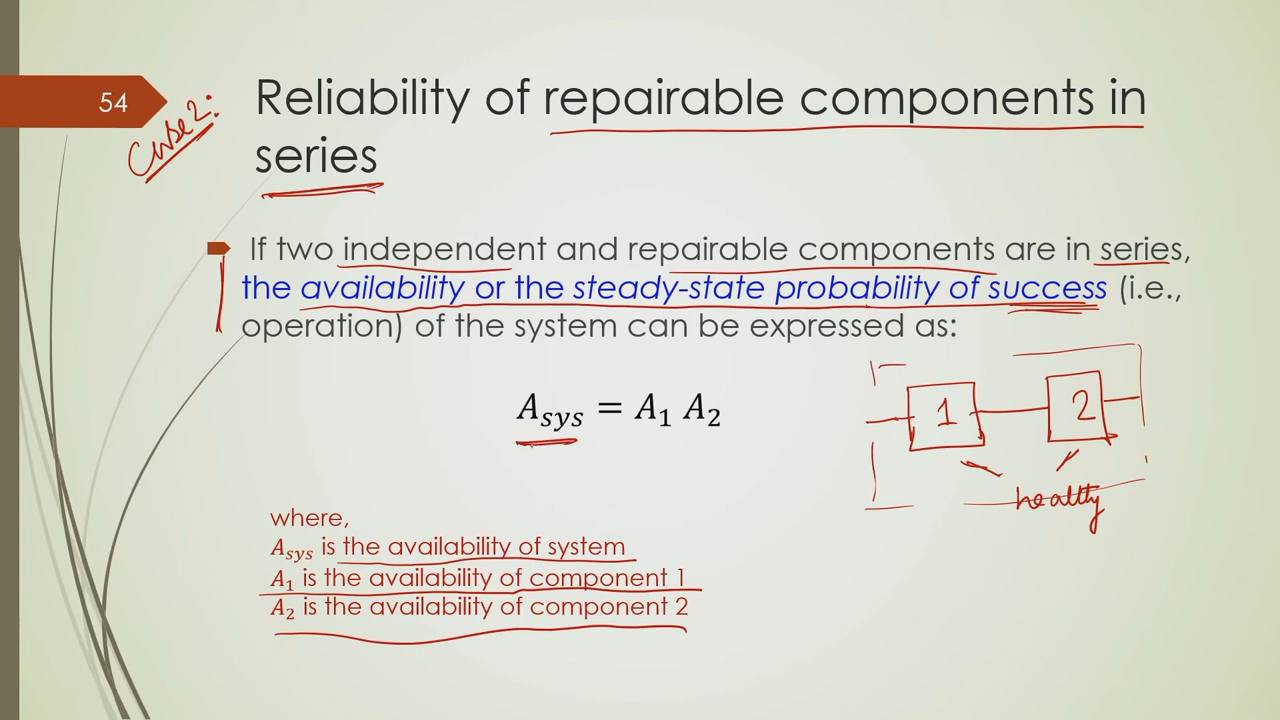 54
Case 2:
Reliability of repairable components in
series
If two independent and repairable components are in series,
the availability or the steady-state probability of success (i.e.,
operation) of the system can be expressed as:
A_sys = A_1 A_2
1
2
healty
where,
A_sys is the availability of system
A_1 is the availability of component 1
A_2 is the availability of component 2